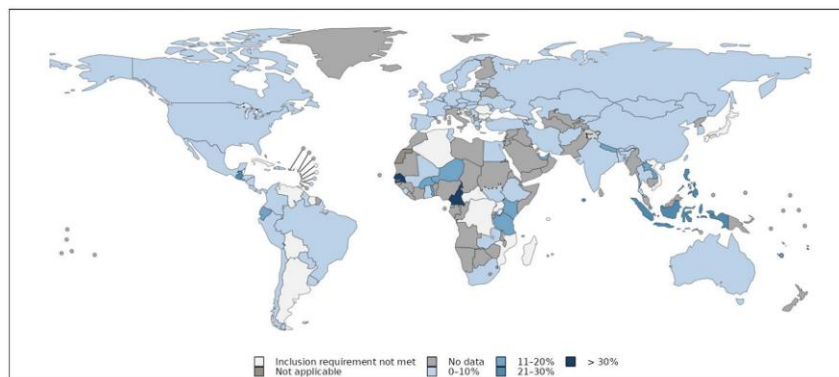 Inclusion requirement not met
Not applicable
No data
0–10%
11–20%
21–30%
> 30%